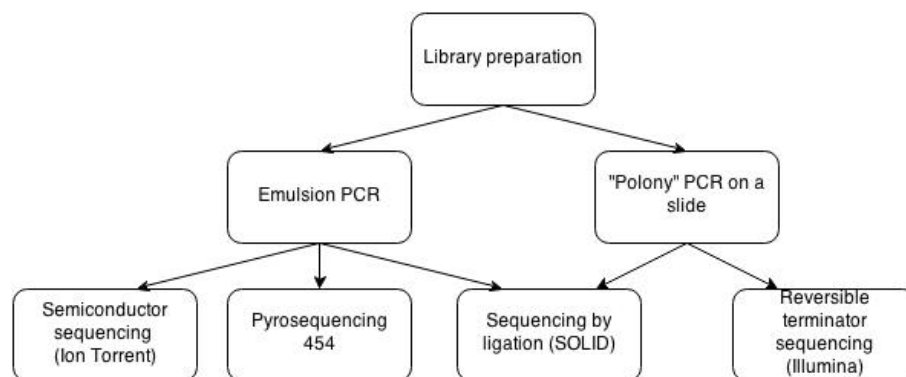 Library preparation
Emulsion PCR
"Polony" PCR on a
slide
Semiconductor
sequencing
(Ion Torrent)
Pyrosequencing
454
Sequencing by
ligation (SOLID)
Reversible
terminator
sequencing
(Illumina)